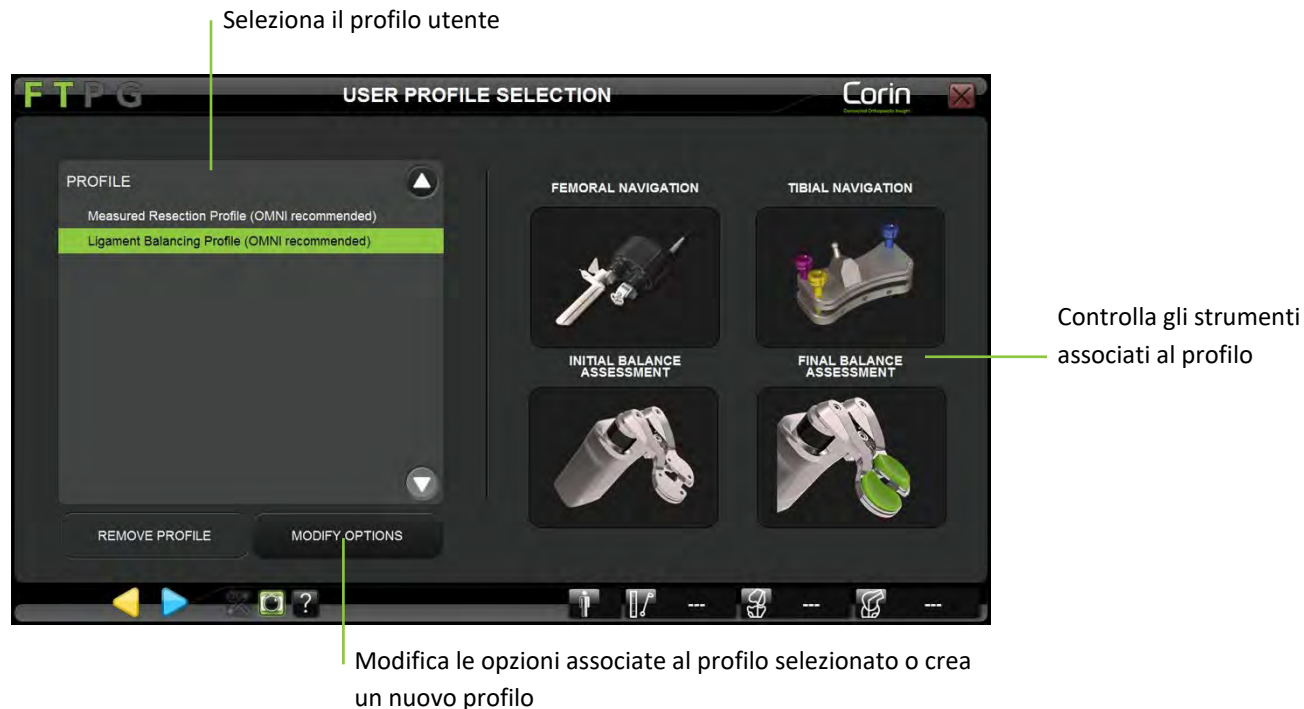 Seleziona il profilo utente
F T P G
USER PROFILE SELECTION
Corin
PROFILE
Measured Resection Profile (OMNI recommended)
Ligament Balancing Profile (OMNI recommended)
FEMORAL NAVIGATION
TIBIAL NAVIGATION
INITIAL BALANCE
ASSESSMENT
FINAL BALANCE
ASSESSMENT
Controlla gli strumenti
associati al profilo
REMOVE PROFILE
MODIFY OPTIONS
?
---
---
---
Modifica le opzioni associate al profilo selezionato o crea
un nuovo profilo